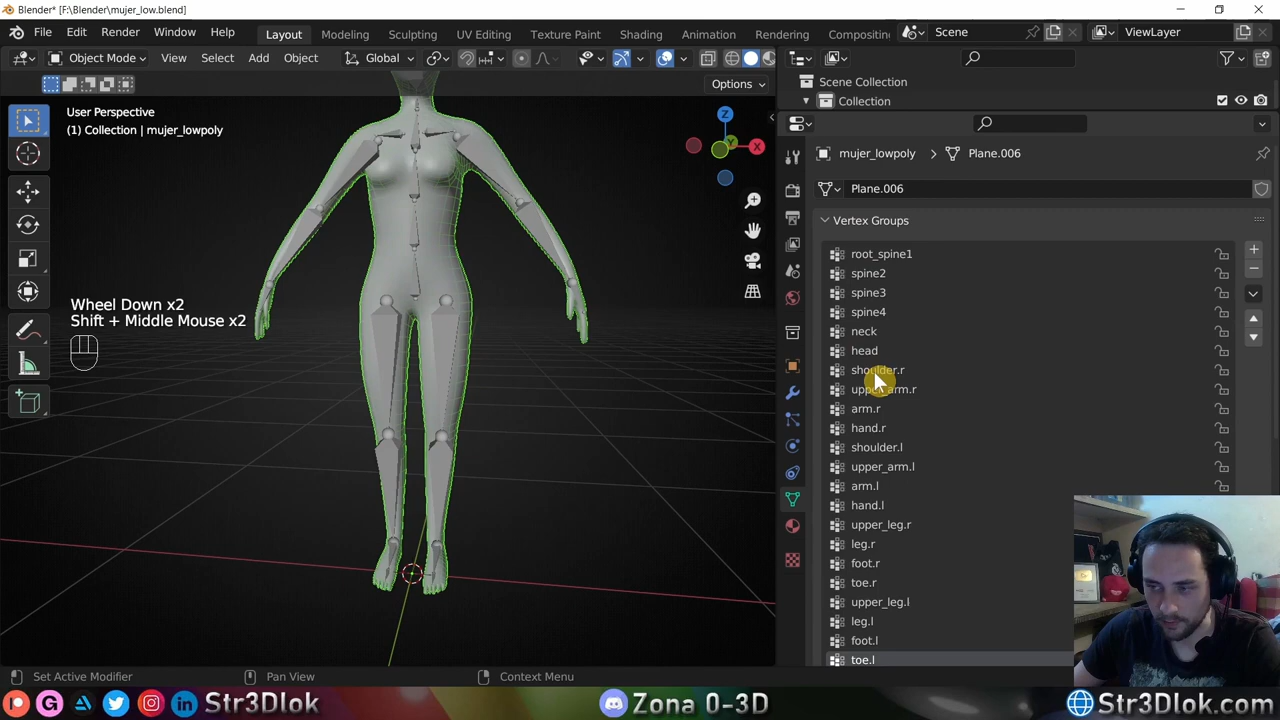 Blender* [F:\Blender\mujer_low.blend]
File Edit Render Window Help Layout Modeling Sculpting UV Editing Texture Paint Shading Animation Rendering Compositing Scene ViewLayer
Object Mode View Select Add Object Global
Options
User Perspective
(1) Collection | mujer_lowpoly
Z
Y
X
Wheel Down x2
Shift + Middle Mouse x2
Scene Collection
Collection
mujer_lowpoly > Plane.006
Plane.006
Vertex Groups
root_spine1
spine2
spine3
spine4
neck
head
shoulder.r
upper_arm.r
arm.r
hand.r
shoulder.l
upper_arm.l
arm.l
hand.l
upper_leg.r
leg.r
foot.r
toe.r
upper_leg.l
leg.l
foot.l
toe.l
Set Active Modifier Pan View Context Menu
Str3Dlok Zona 0-3D Str3Dlok.com